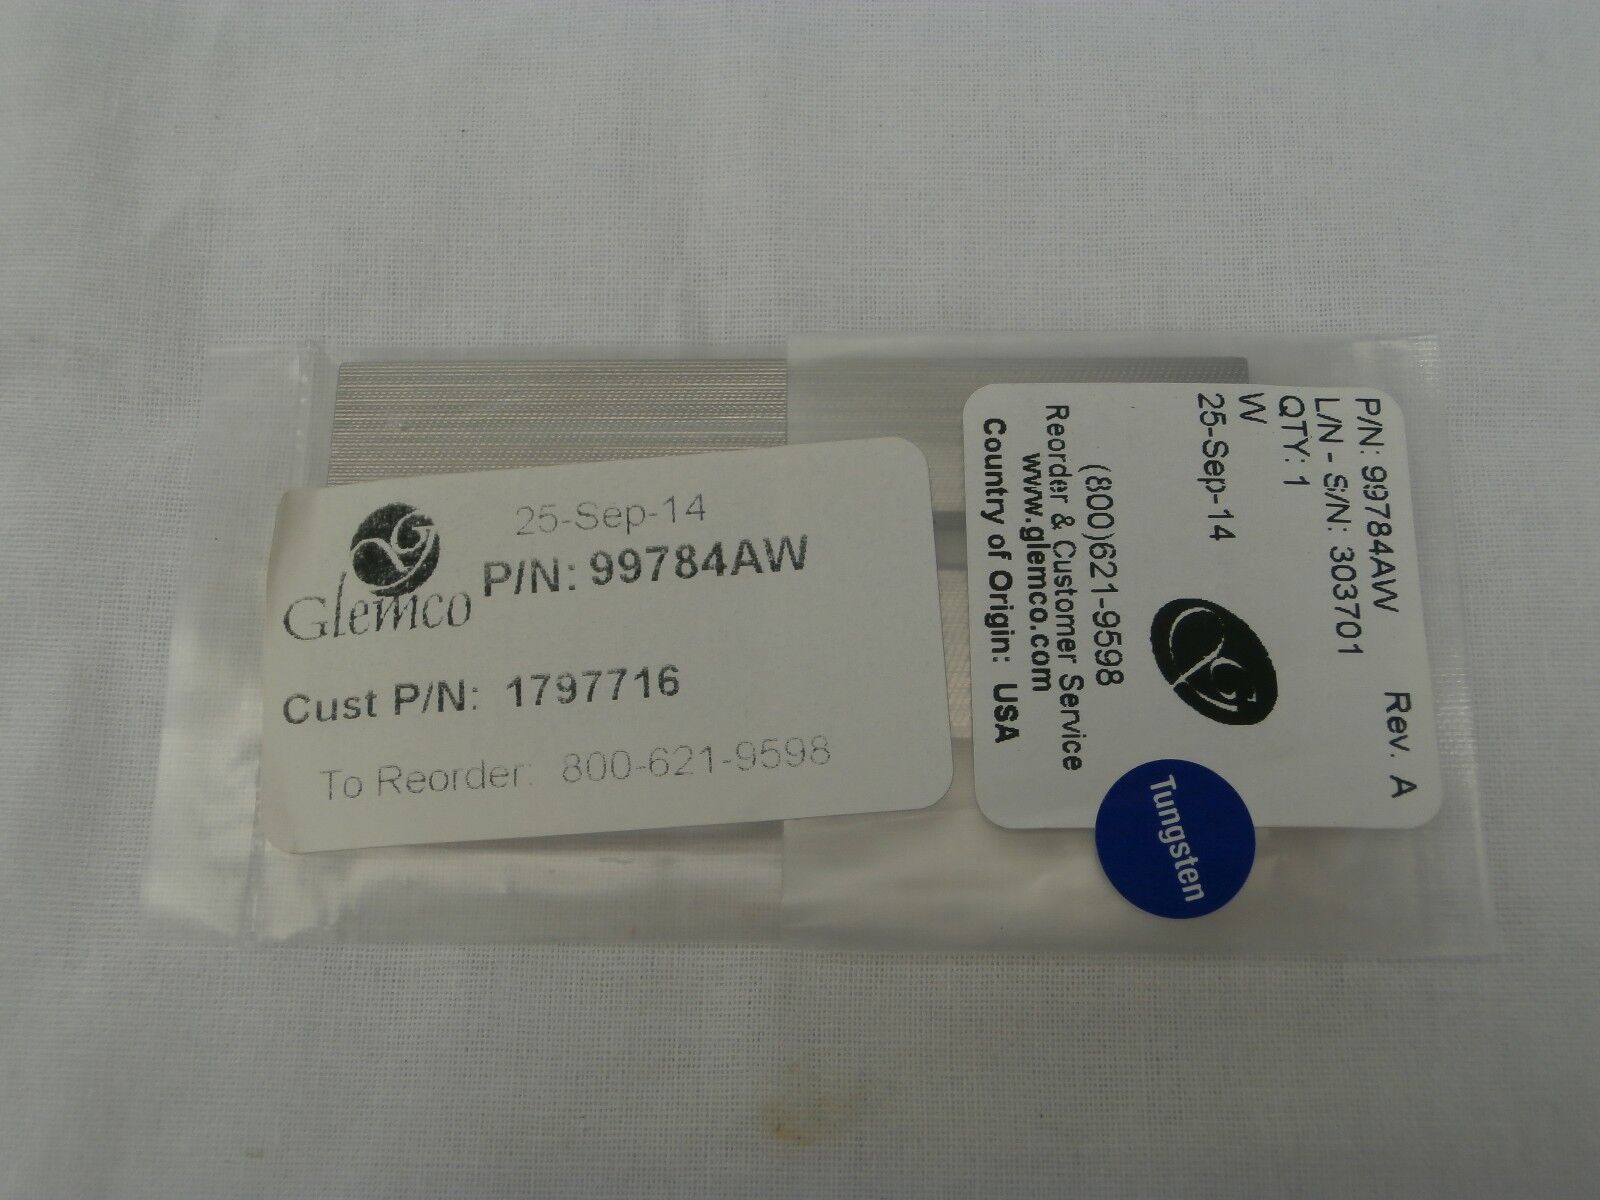 25-Sep-14
Glemco
P/N: 99784AW
Cust P/N: 1797716
To Reorder: 800-621-9598
P/N: 99784AW Rev. A
L/N - S/N: 303701
QTY: 1
W
25-Sep-14
(800)621-9598
Reorder & Customer Service
www.glemco.com
Country of Origin: USA
Tungsten